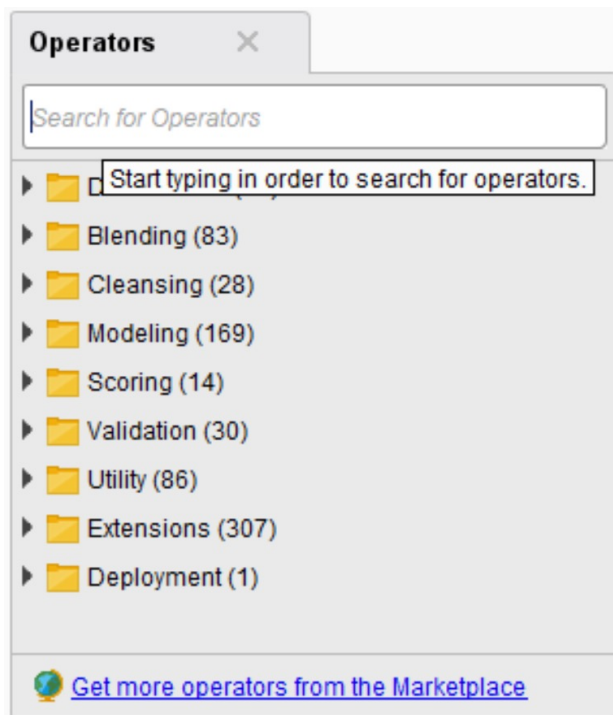 Operators
Search for Operators
Start typing in order to search for operators.
Blending (83)
Cleansing (28)
Modeling (169)
Scoring (14)
Validation (30)
Utility (86)
Extensions (307)
Deployment (1)
Get more operators from the Marketplace